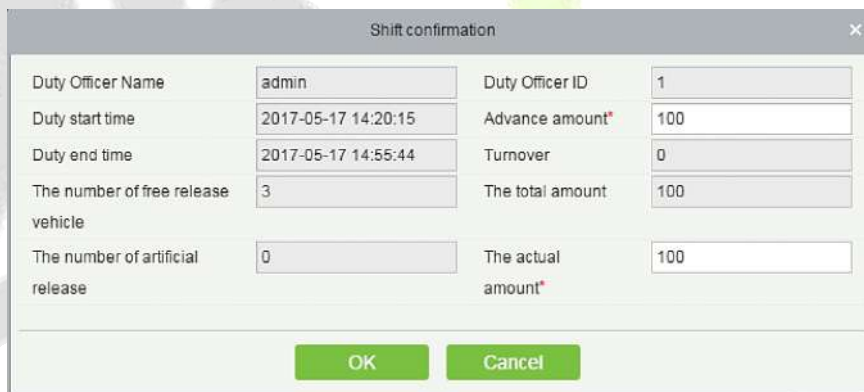 Shift confirmation ×
Duty Officer Name admin Duty Officer ID 1
Duty start time 2017-05-17 14:20:15 Advance amount* 100
Duty end time 2017-05-17 14:55:44 Turnover 0
The number of free release 3 The total amount 100
vehicle
The number of artificial 0 The actual 100
release amount*
OK Cancel